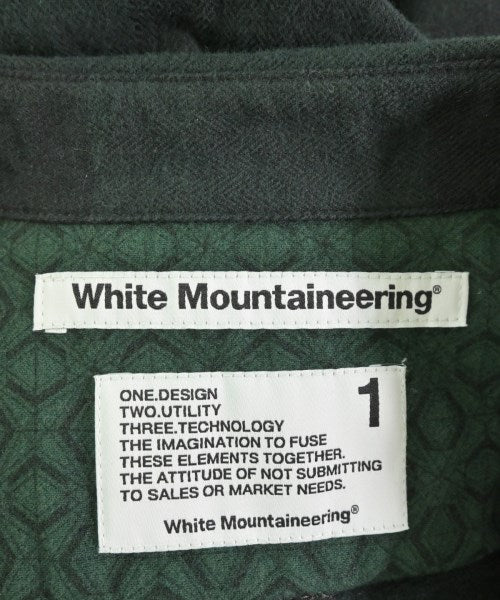 White Mountaineering®
1
ONE.DESIGN
TWO.UTILITY
THREE.TECHNOLOGY
THE IMAGINATION TO FUSE
THESE ELEMENTS TOGETHER.
THE ATTITUDE OF NOT SUBMITTING
TO SALES OR MARKET NEEDS.
White Mountaineering®